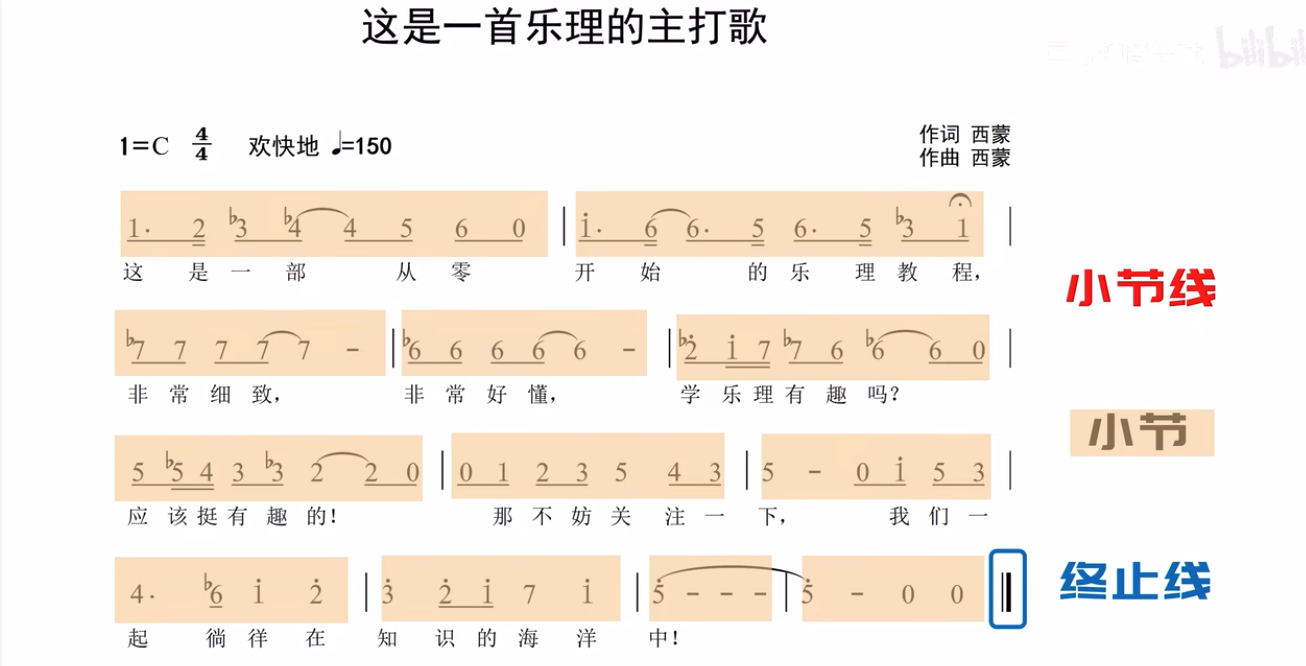 这是一首乐理的主打歌
bilibili
1=C 4/4 欢快地 ♩=150
作词 西蒙
作曲 西蒙
1· 2 ♭3 ♭4 4 5 6 0 | i· 6 6· 5 6· 5 ♭3 1 |
这 是 一 部 从 零 开 始 的 乐 理 教 程,
小节线
♭7 7 7 7 7 - | ♭6 6 6 6 6 - | ♭2̇ i 7 ♭7 6 ♭6 6 0 |
非 常 细 致, 非 常 好 懂, 学 乐 理 有 趣 吗?
小节
5 ♭5 4 3 ♭3 2 2 0 | 0 1 2 3 5 4 3 | 5 - 0 i 5 3 |
应 该 挺 有 趣 的! 那 不 妨 关 注 一 下, 我 们 一
终止线
4· ♭6 i 2̇ | 3̇ 2̇ i 7 i | 5̇ - - - | 5̇ - 0 0
起 徜 徉 在 知 识 的 海 洋 中!